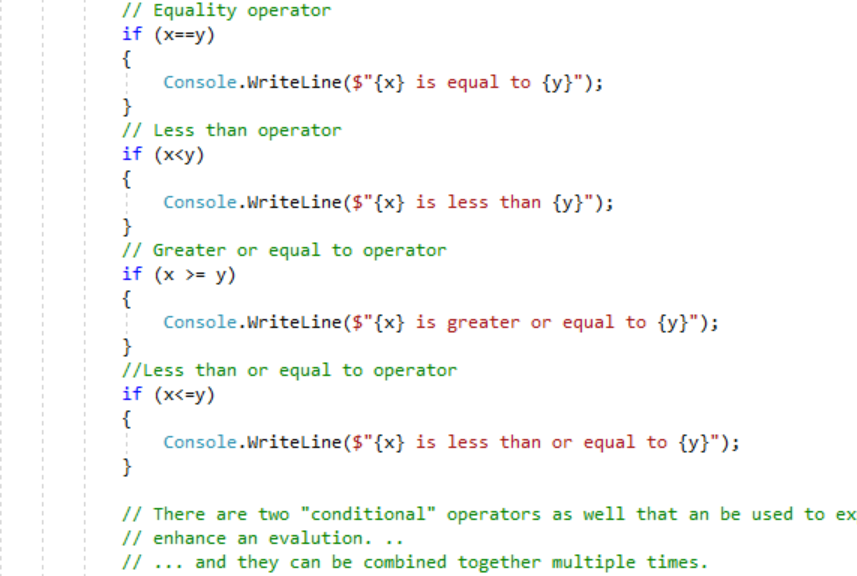 // Equality operator
if (x==y)
{
Console.WriteLine($"{x} is equal to {y}");
}
// Less than operator
if (x<y)
{
Console.WriteLine($"{x} is less than {y}");
}
// Greater or equal to operator
if (x >= y)
{
Console.WriteLine($"{x} is greater or equal to {y}");
}
//Less than or equal to operator
if (x<=y)
{
Console.WriteLine($"{x} is less than or equal to {y}");
}
// There are two "conditional" operators as well that an be used to ex
// enhance an evalution. ..
// ... and they can be combined together multiple times.